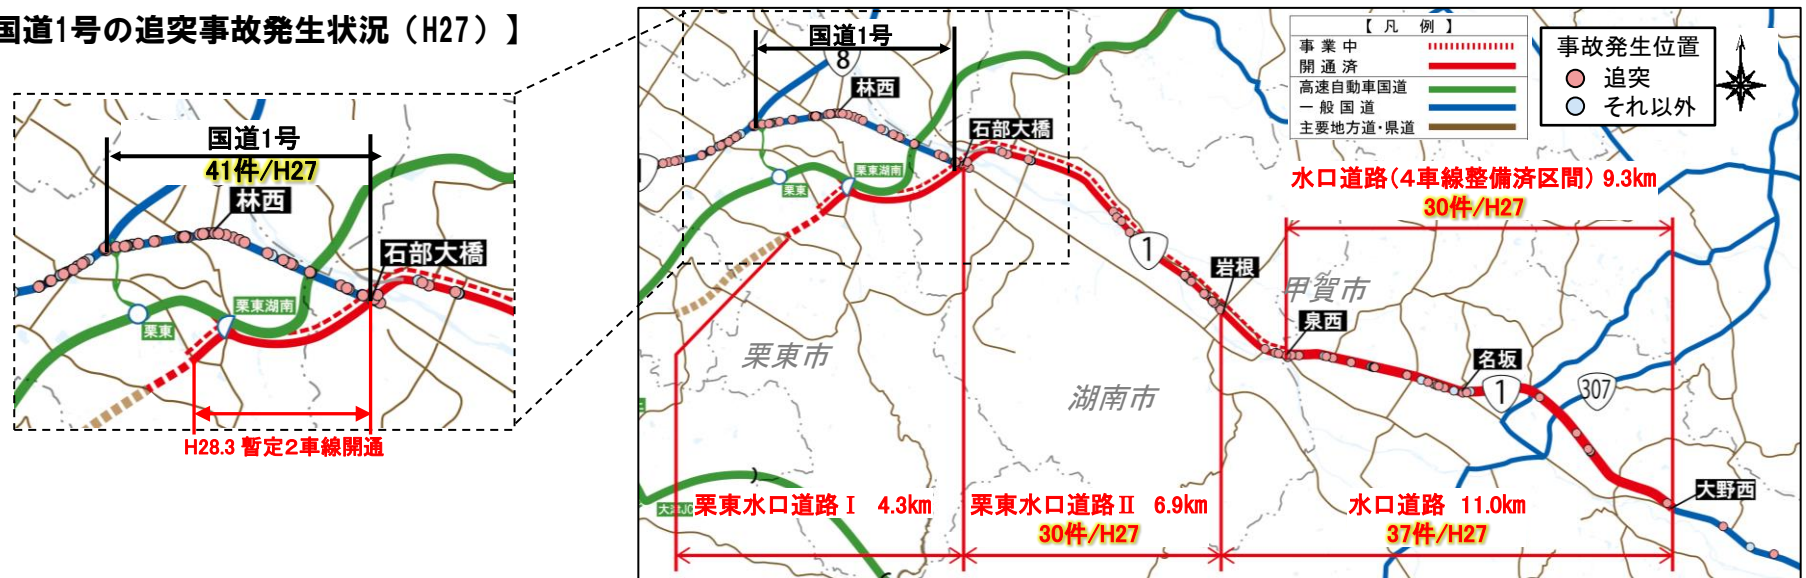 国道1号の追突事故発生状況（H27）】
国道1号
41件/H27
林西
石部大橋
栗東湖南
栗東
H28.3 暫定2車線開通
国道1号
8
林西
石部大橋
栗東湖南
栗東
【 凡 例 】
事 業 中
開 通 済
高速自動車国道
一 般 国 道
主要地方道・県道
事故発生位置
追突
それ以外
水口道路(4車線整備済区間) 9.3km
30件/H27
1
岩根
甲賀市
泉西
栗東市
湖南市
名坂
1
307
大野西
大津JC
栗東水口道路Ⅰ 4.3km
栗東水口道路Ⅱ 6.9km
30件/H27
水口道路 11.0km
37件/H27